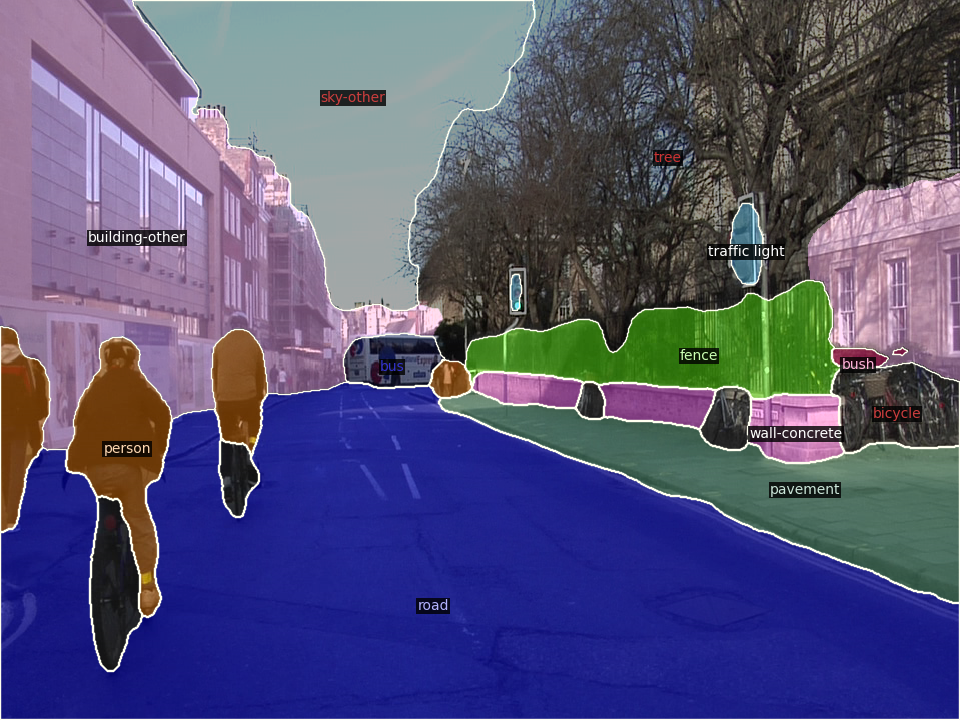 sky-other
tree
building-other
traffic light
fence
bush
bus
bicycle
wall-concrete
person
pavement
road